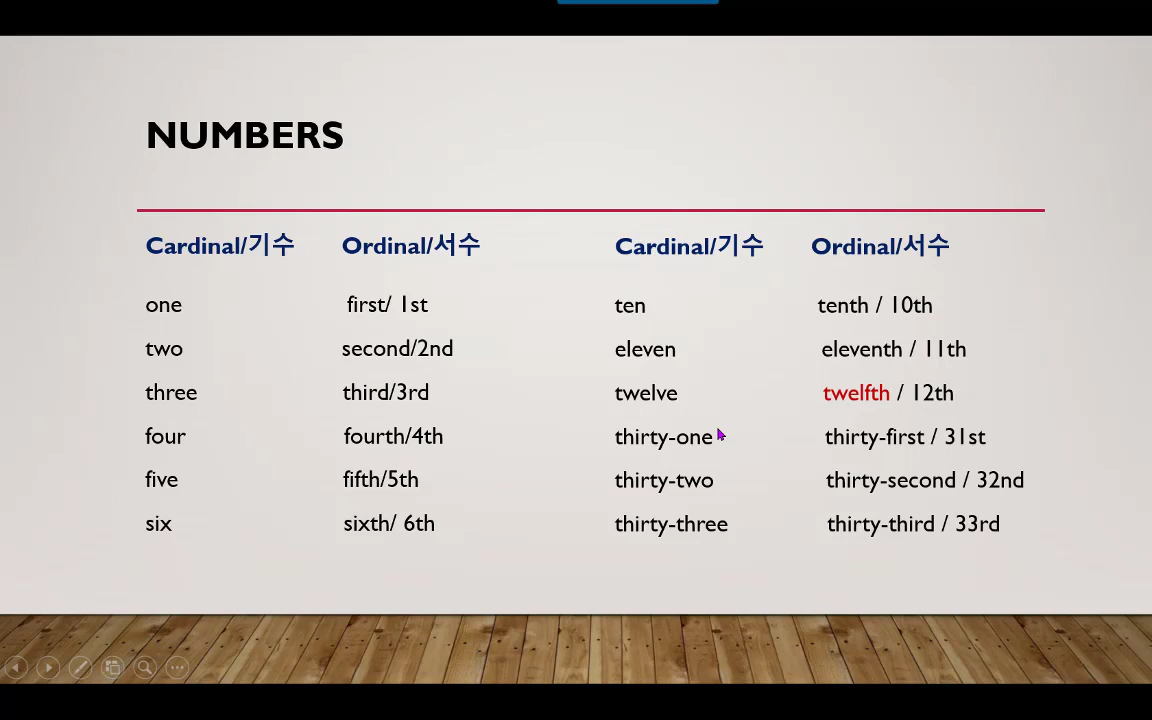 NUMBERS
Cardinal/기수 Ordinal/서수 Cardinal/기수 Ordinal/서수
one first/ 1st ten tenth / 10th
two second/2nd eleven eleventh / 11th
three third/3rd twelve twelfth / 12th
four fourth/4th thirty-one thirty-first / 31st
five fifth/5th thirty-two thirty-second / 32nd
six sixth/ 6th thirty-three thirty-third / 33rd